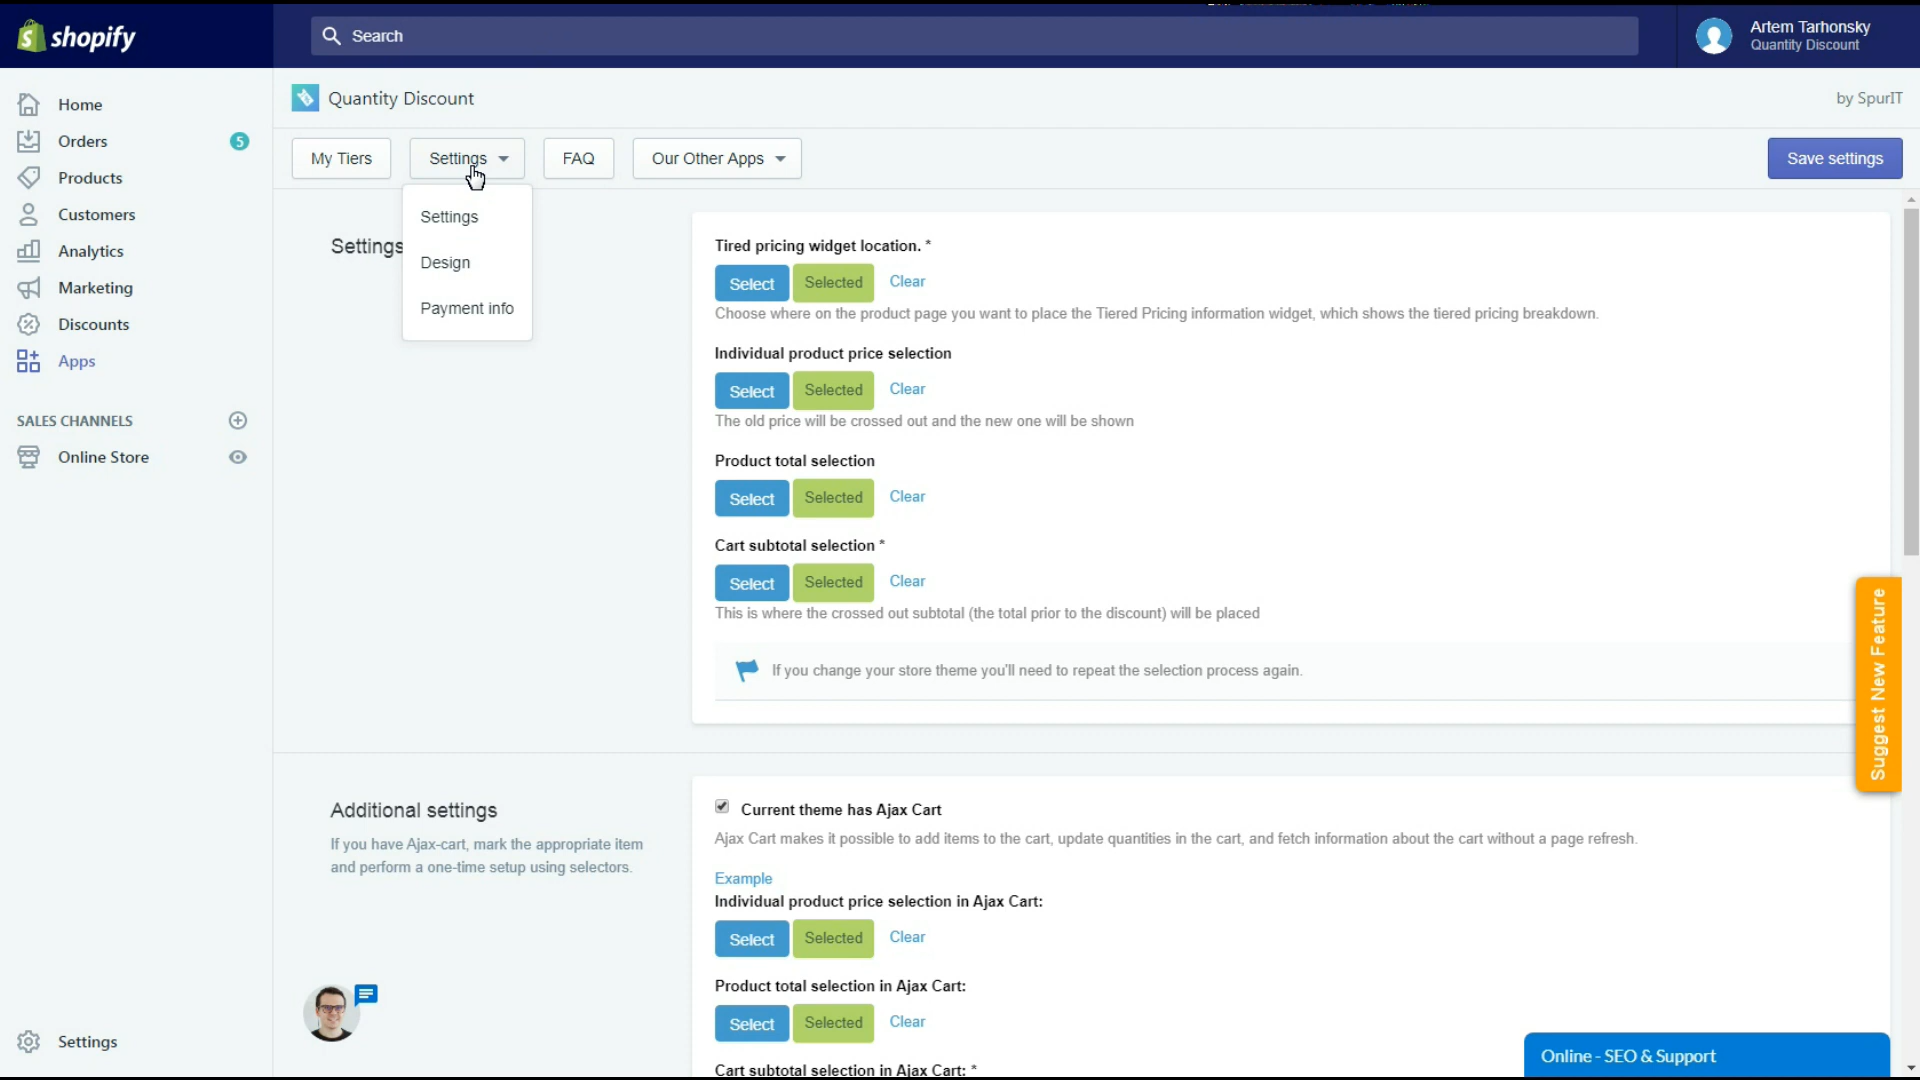 shopify
Search
Artem Tarhonsky
Quantity Discount
Home
Orders
5
Products
Customers
Analytics
Marketing
Discounts
Apps
SALES CHANNELS
Online Store
Settings
Quantity Discount
by SpurIT
My Tiers
Settings
FAQ
Our Other Apps
Save settings
Settings
Design
Payment info
Settings
Tired pricing widget location. *
Select Selected Clear
Choose where on the product page you want to place the Tiered Pricing information widget, which shows the tiered pricing breakdown.
Individual product price selection
Select Selected Clear
The old price will be crossed out and the new one will be shown
Product total selection
Select Selected Clear
Cart subtotal selection *
Select Selected Clear
This is where the crossed out subtotal (the total prior to the discount) will be placed
If you change your store theme you'll need to repeat the selection process again.
Suggest New Feature
Additional settings
If you have Ajax-cart, mark the appropriate item
and perform a one-time setup using selectors.
Current theme has Ajax Cart
Ajax Cart makes it possible to add items to the cart, update quantities in the cart, and fetch information about the cart without a page refresh.
Example
Individual product price selection in Ajax Cart:
Select Selected Clear
Product total selection in Ajax Cart:
Select Selected Clear
Cart subtotal selection in Ajax Cart: *
Online - SEO & Support